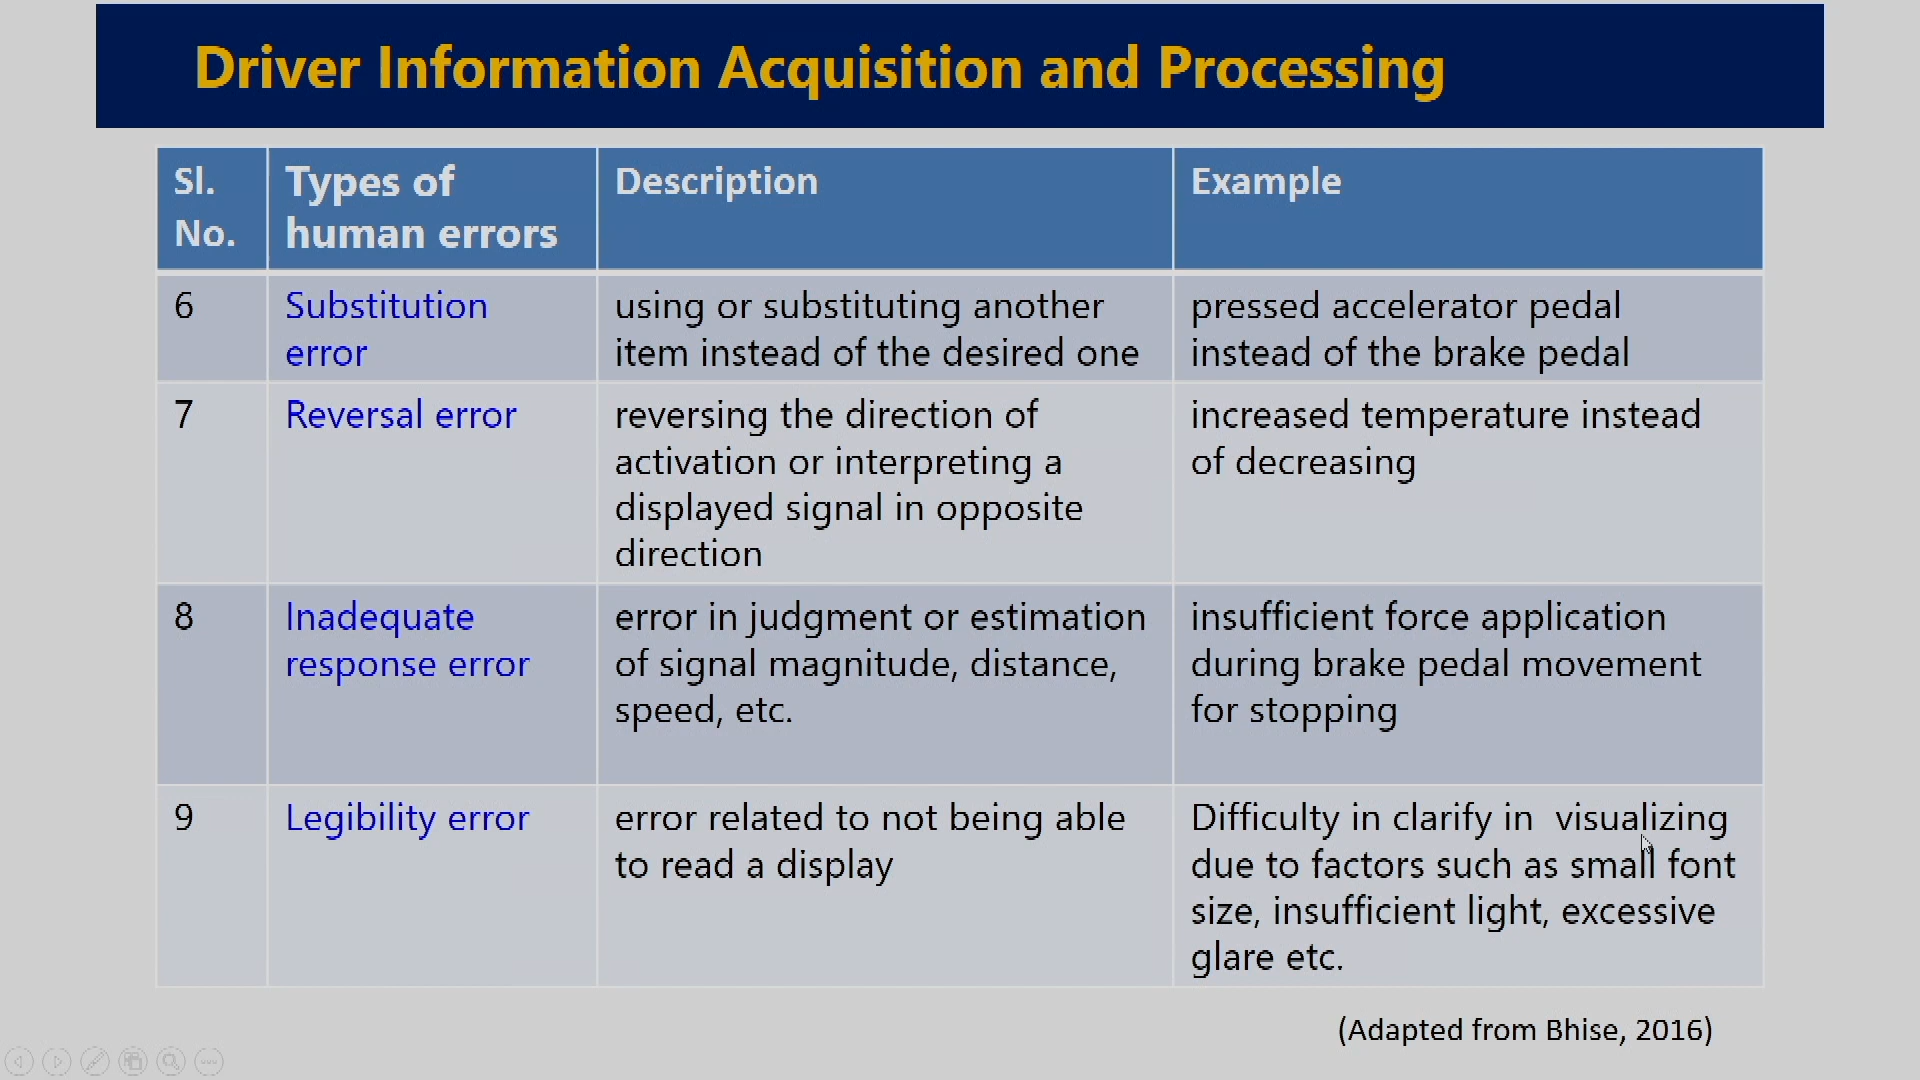 Driver Information Acquisition and Processing
Sl.
No.
Types of
human errors
Description
Example
6
Substitution
error
using or substituting another
item instead of the desired one
pressed accelerator pedal
instead of the brake pedal
7
Reversal error
reversing the direction of
activation or interpreting a
displayed signal in opposite
direction
increased temperature instead
of decreasing
8
Inadequate
response error
error in judgment or estimation
of signal magnitude, distance,
speed, etc.
insufficient force application
during brake pedal movement
for stopping
9
Legibility error
error related to not being able
to read a display
Difficulty in clarify in visualizing
due to factors such as small font
size, insufficient light, excessive
glare etc.
(Adapted from Bhise, 2016)